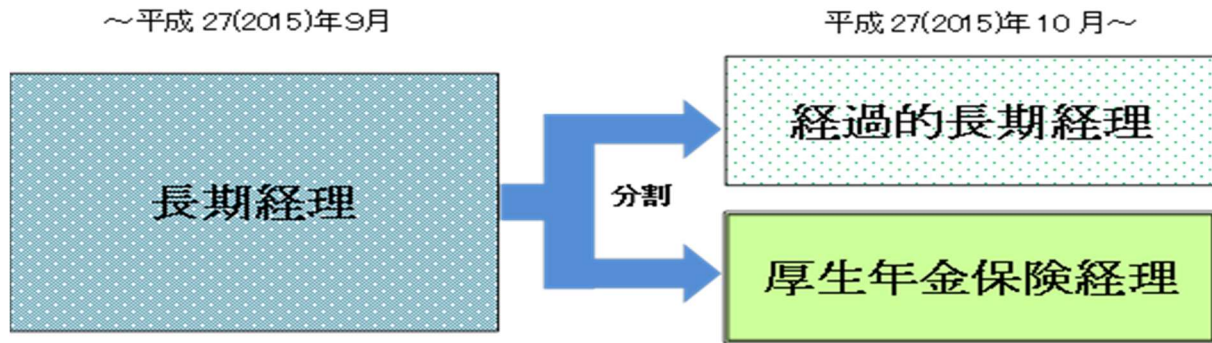 ～平成 27(2015)年9月
平成 27(2015)年 10 月～
長期経理
分割
経過的長期経理
厚生年金保険経理